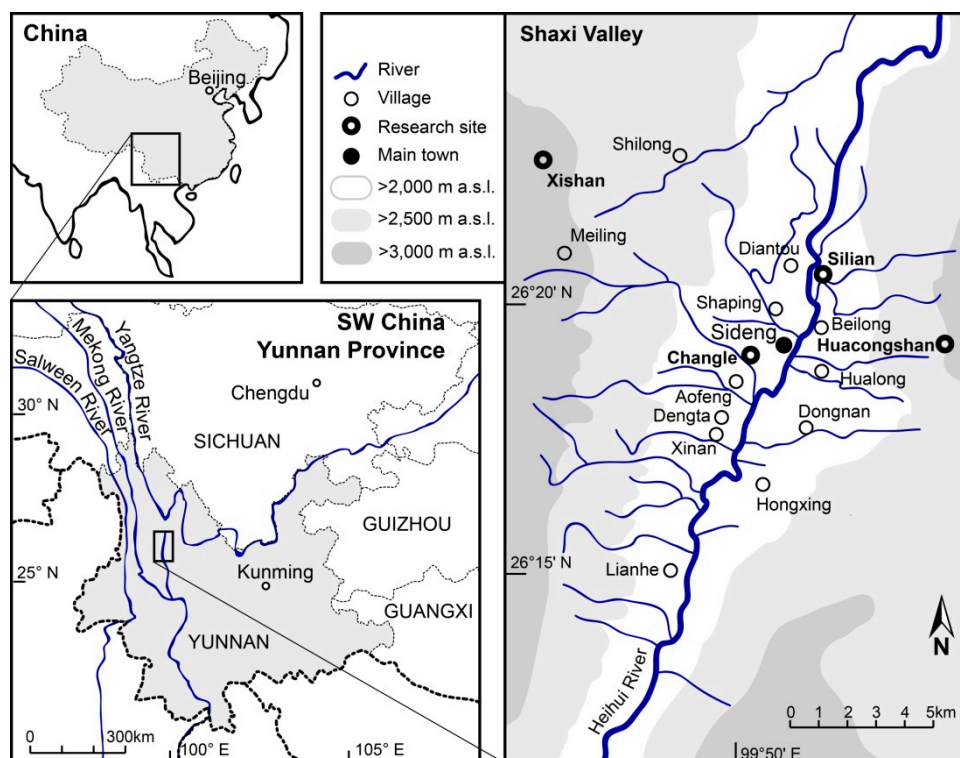 China
Beijing
River
Village
Research site
Main town
>2,000 m a.s.l.
>2,500 m a.s.l.
>3,000 m a.s.l.
SW China
Yunnan Province
Salween River
Mekong River
Yangtze River
Chengdu
30° N
SICHUAN
GUIZHOU
Kunming
25° N
GUANGXI
YUNNAN
0 300km
100° E
105° E
Shaxi Valley
Shilong
Xishan
Meiling
Diantou
Silian
26°20' N
Shaping
Beilong
Sideng
Huacongshan
Changle
Hualong
Aofeng
Dengta
Dongnan
Xinan
Hongxing
26°15' N
Lianhe
N
Heihui River
0 1 2 3 4 5km
99°50' E